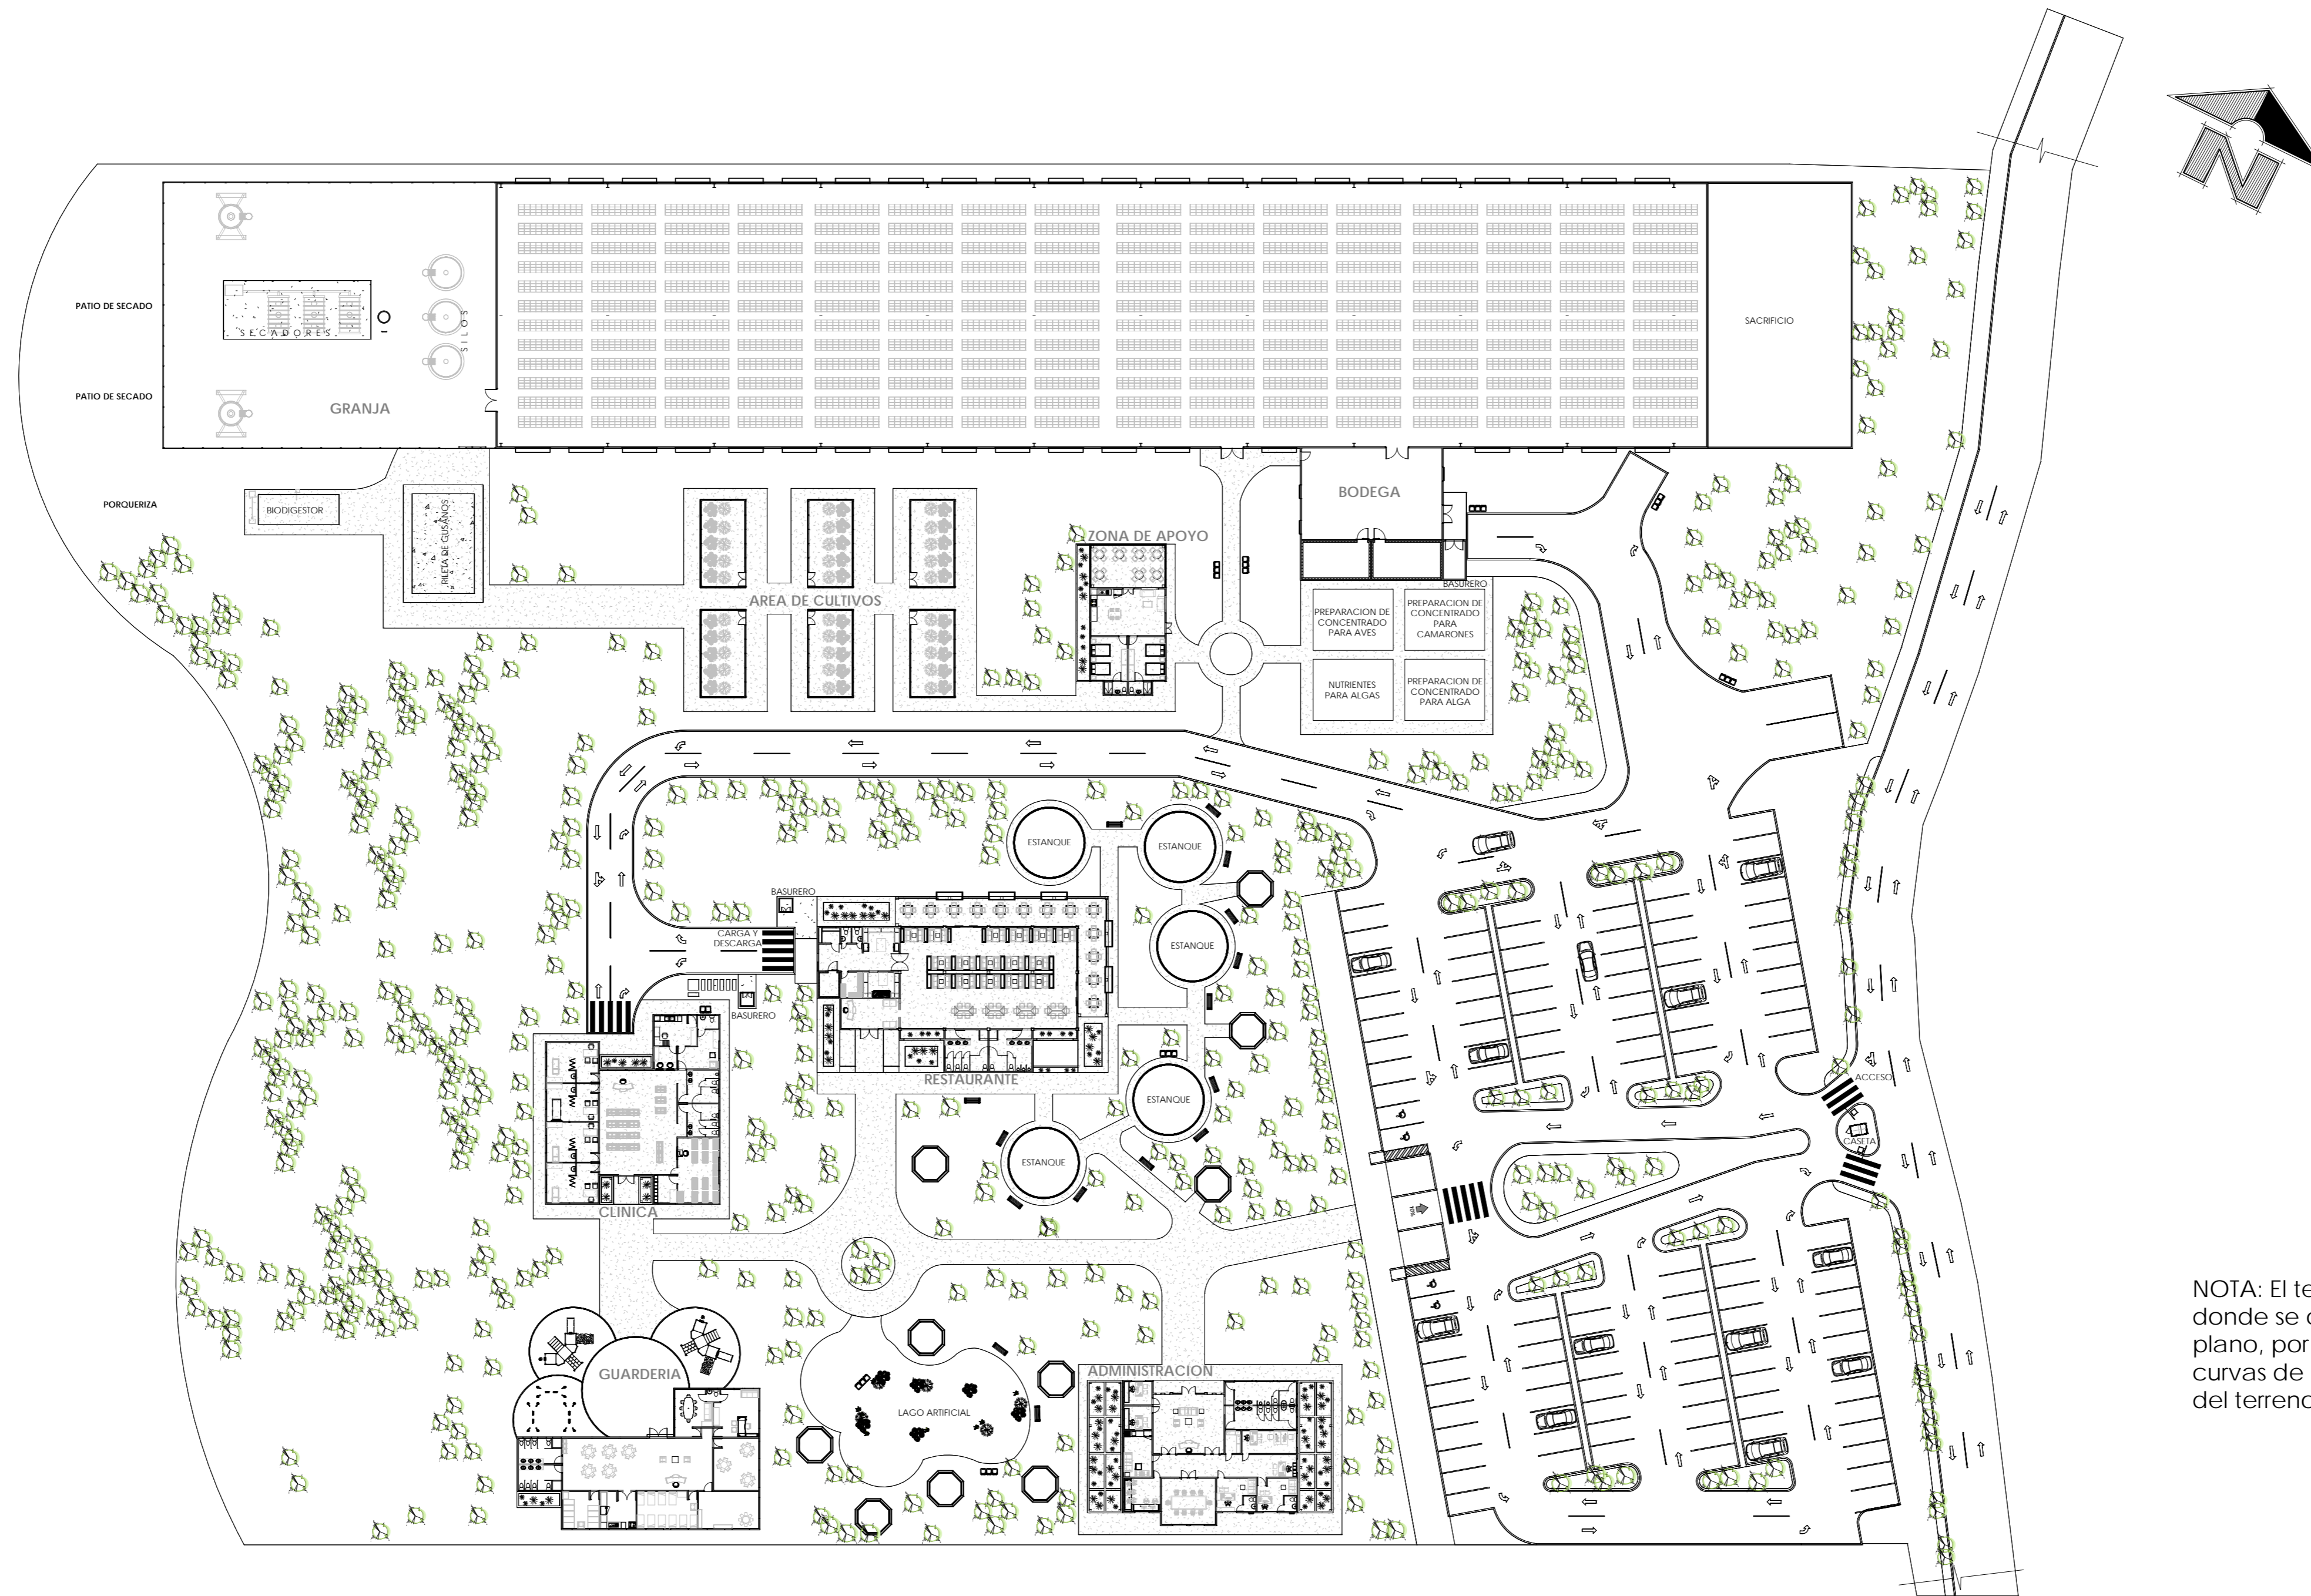 N
PATIO DE SECADO
SECADORES
SILOS
SACRIFICIO
PATIO DE SECADO
GRANJA
PORQUERIZA
BIODIGESTOR
PILETA DE GUSANOS
BODEGA
ZONA DE APOYO
BASURERO
AREA DE CULTIVOS
PREPARACION DE
CONCENTRADO
PARA AVES
PREPARACION DE
CONCENTRADO
PARA
CAMARONES
NUTRIENTES
PARA ALGAS
PREPARACION DE
CONCENTRADO
PARA ALGA
ESTANQUE
ESTANQUE
BASURERO
CARGA Y
DESCARGA
ESTANQUE
BASURERO
RESTAURANTE
ESTANQUE
ESTANQUE
ACCESO
CASETA
CLINICA
GUARDERIA
LAGO ARTIFICIAL
ADMINISTRACION
NOTA: El te
donde se
plano, por
curvas de
del terreno